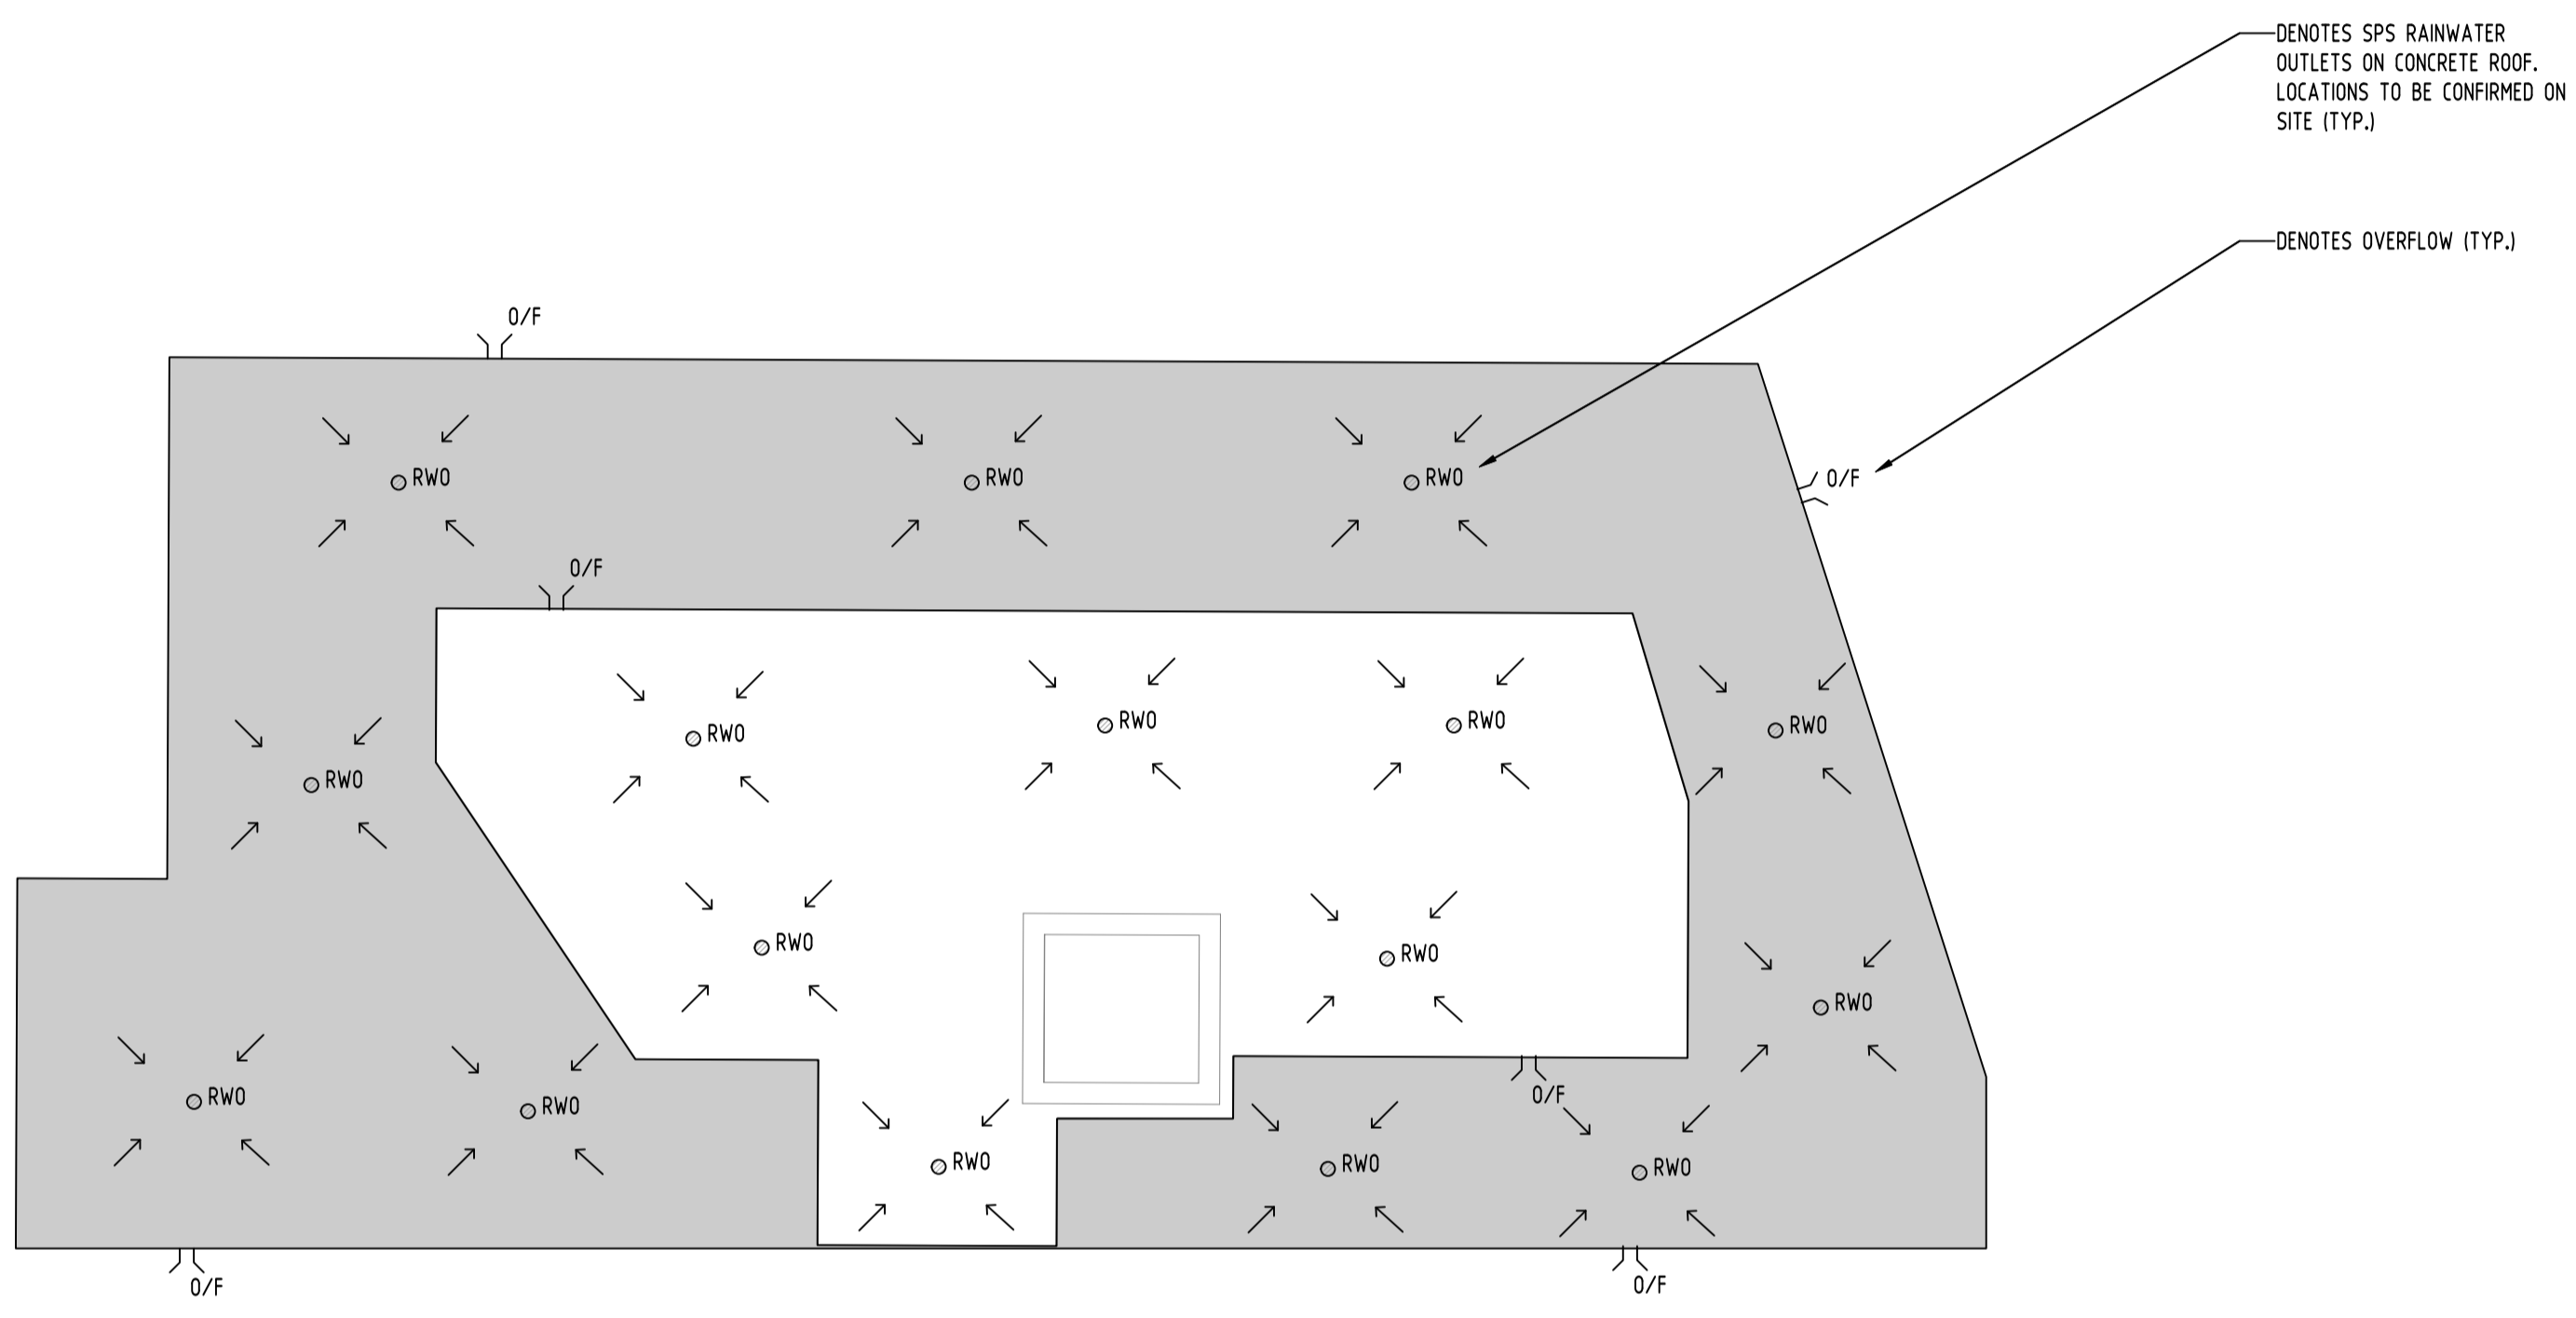 DENOTES SPS RAINWATER
OUTLETS ON CONCRETE ROOF.
LOCATIONS TO BE CONFIRMED ON
SITE (TYP.)
DENOTES OVERFLOW (TYP.)
O/F
RWO
RWO
RWO
O/F
O/F
RWO
RWO
RWO
RWO
RWO
RWO
RWO
RWO
RWO
RWO
RWO
O/F
RWO
RWO
RWO
O/F
O/F